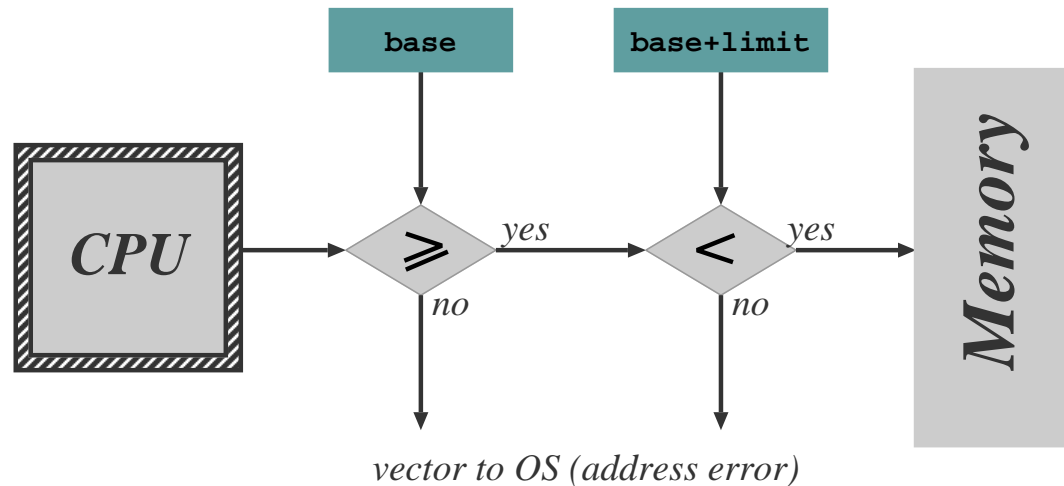 base
base+limit
CPU
≥
yes
<
yes
no
no
Memory
vector to OS (address error)